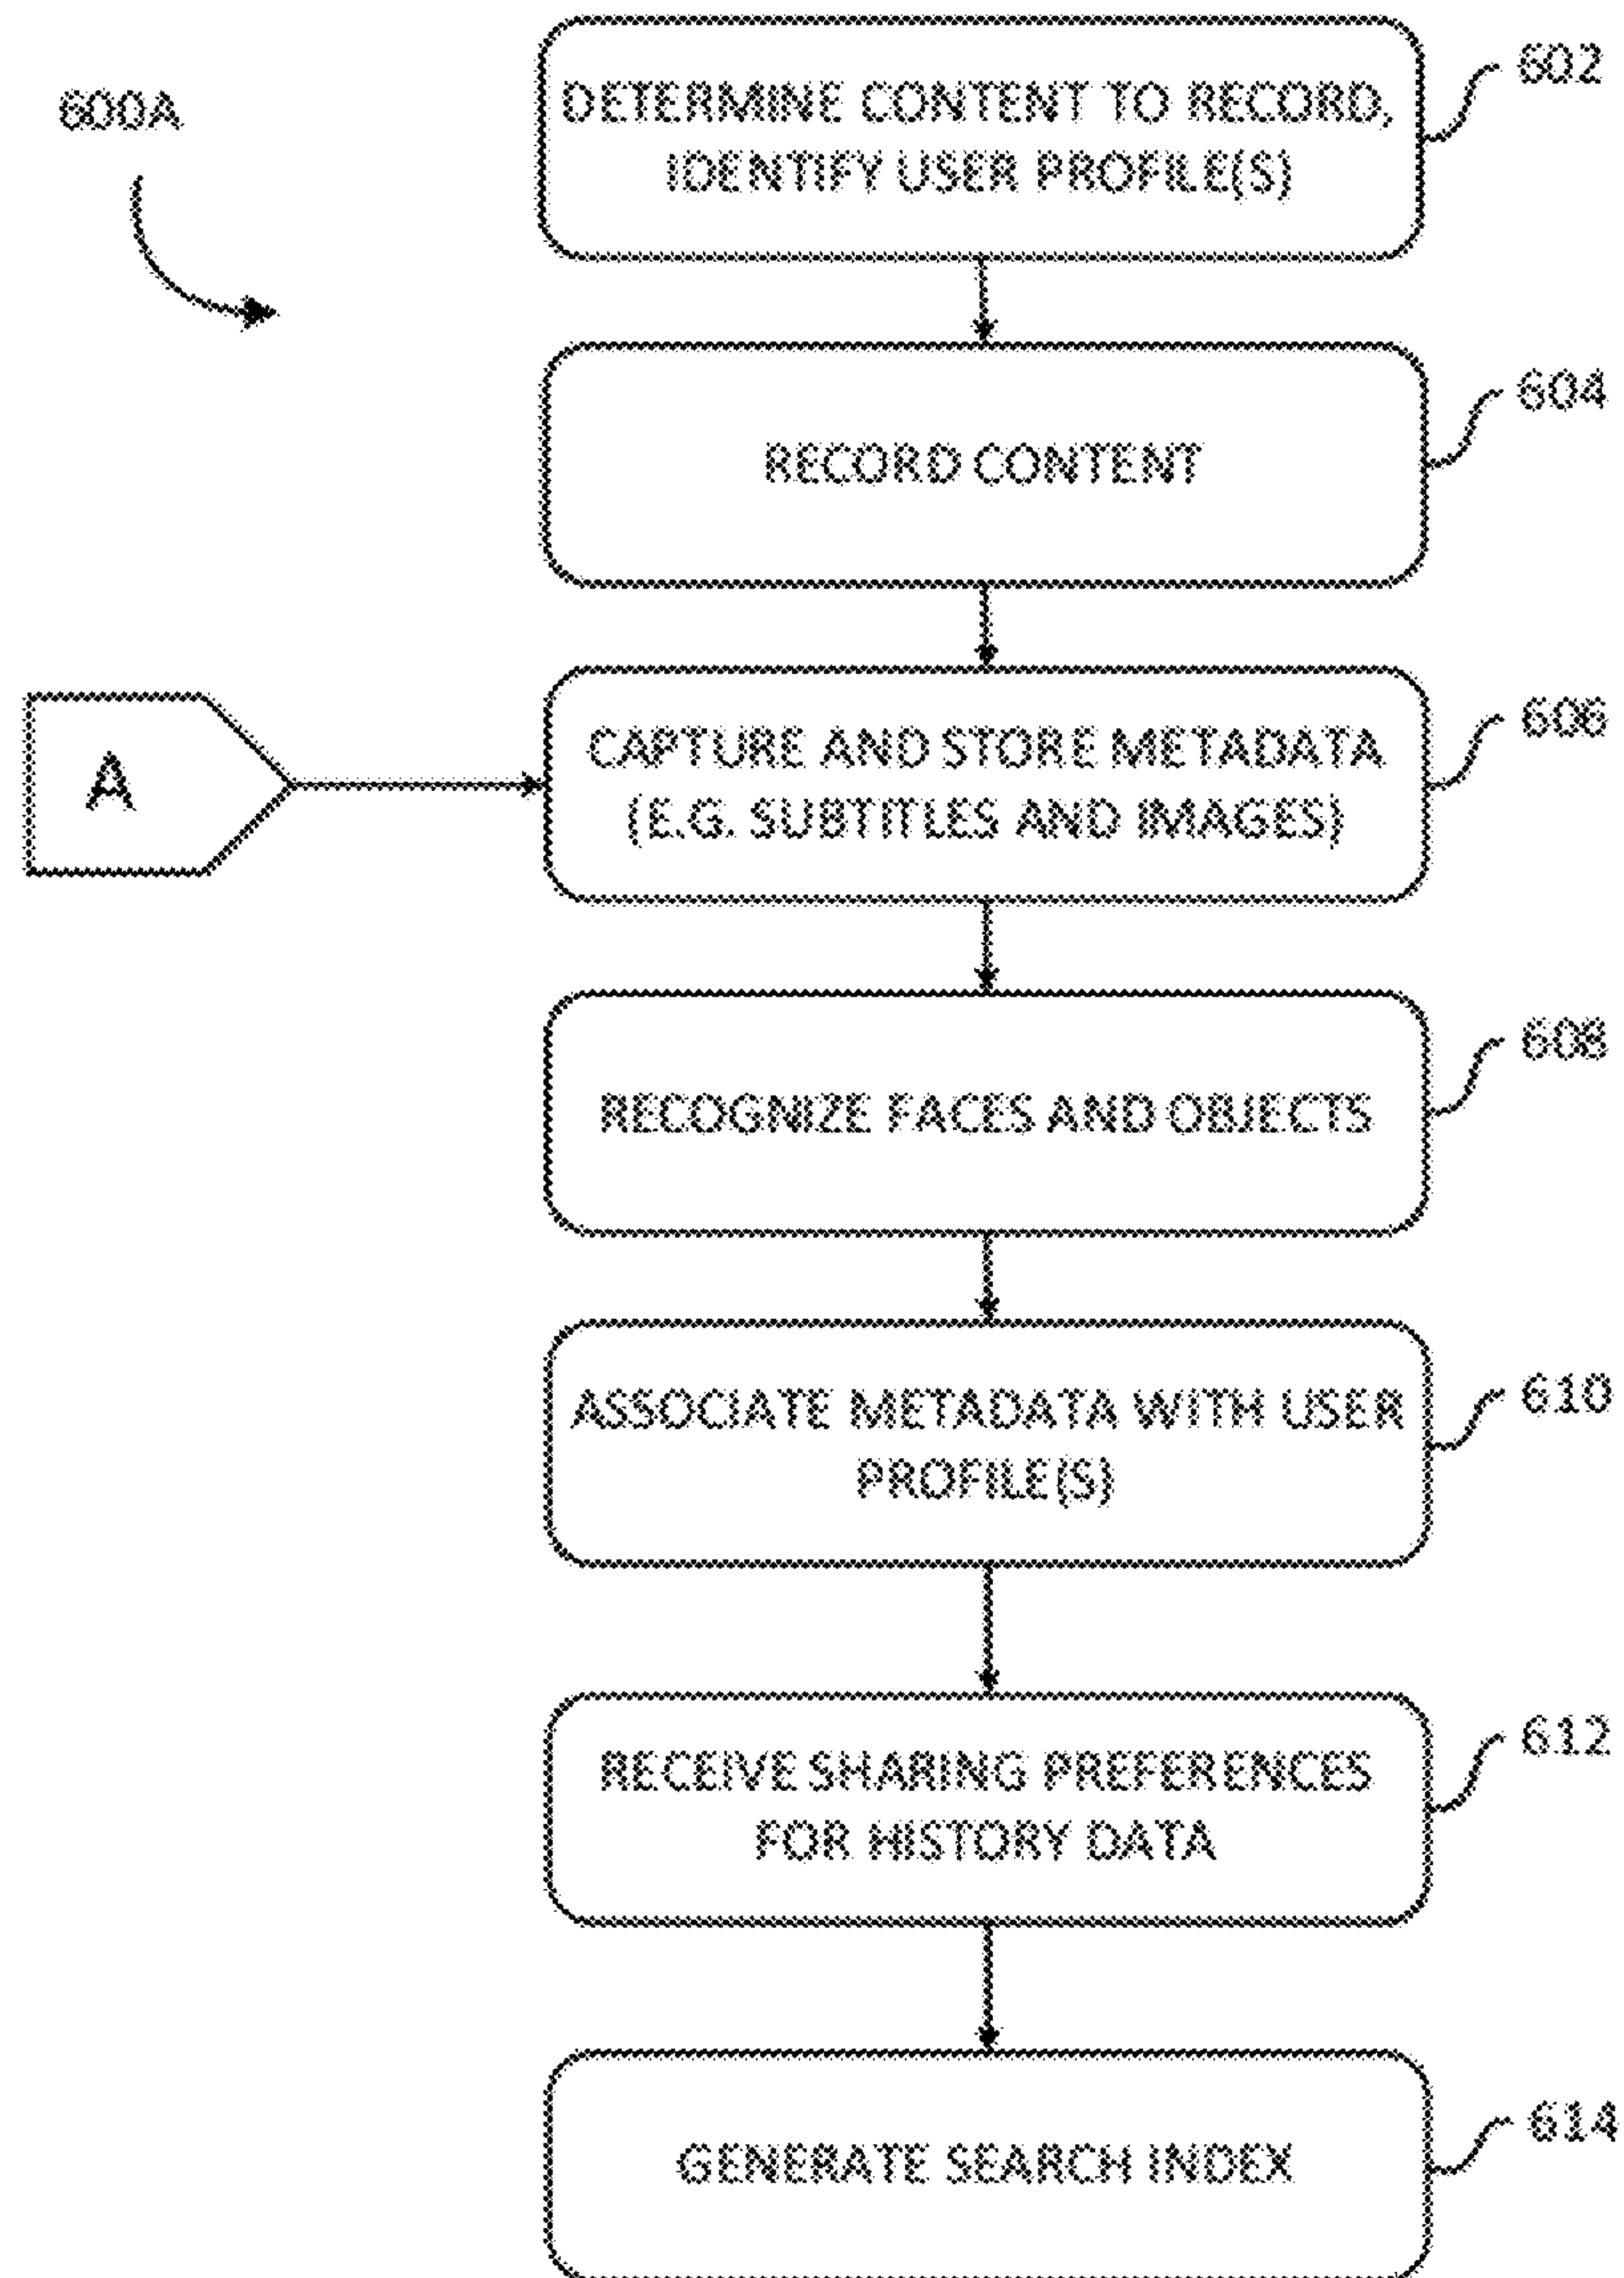 600A
DETERMINE CONTENT TO RECORD,
IDENTIFY USER PROFILE(S)
602
RECORD CONTENT
604
A
CAPTURE AND STORE METADATA
(E.G. SUBTITLES AND IMAGES)
606
RECOGNIZE FACES AND OBJECTS
608
ASSOCIATE METADATA WITH USER
PROFILE(S)
610
RECEIVE SHARING PREFERENCES
FOR HISTORY DATA
612
GENERATE SEARCH INDEX
614